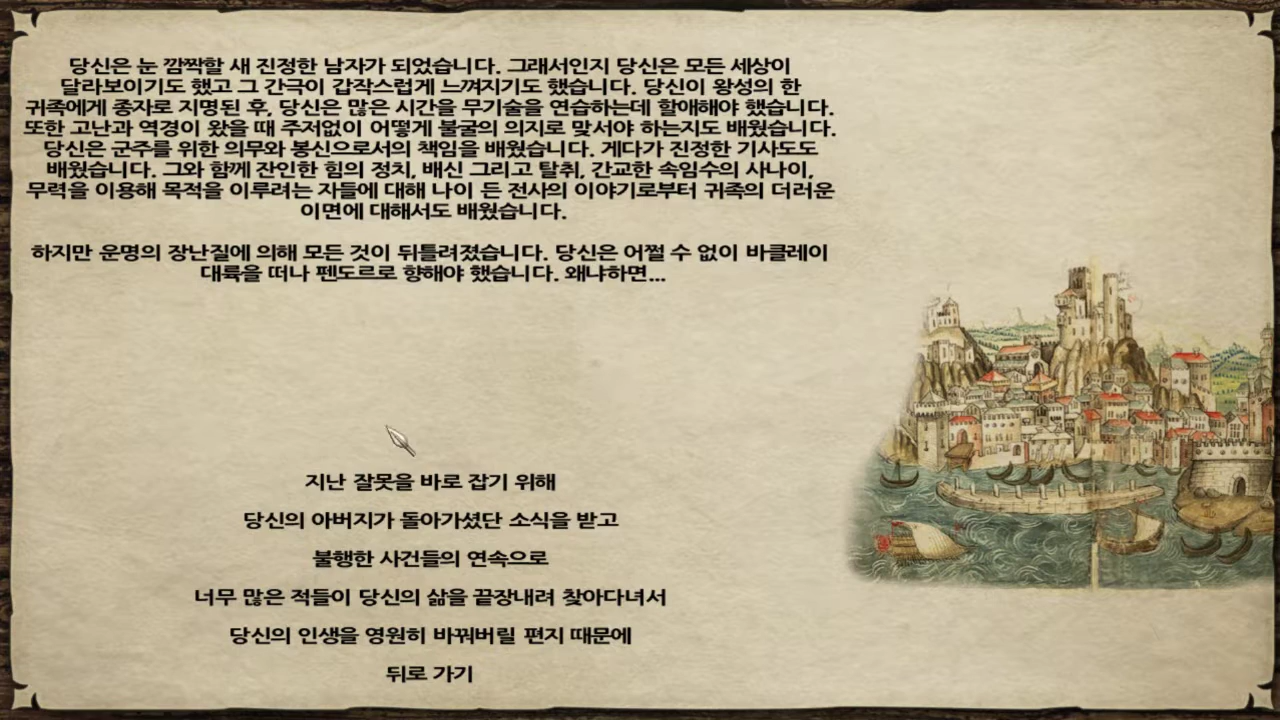 당신은 눈 깜짝할 새 진정한 남자가 되었습니다. 그래서인지 당신은 모든 세상이
달라보이기도 했고 그 간극이 갑작스럽게 느껴지기도 했습니다. 당신이 왕성의 한
귀족에게 종자로 지명된 후, 당신은 많은 시간을 무기술을 연습하는데 할애해야 했습니다.
또한 고난과 역경이 왔을 때 주저없이 어떻게 불굴의 의지로 맞서야 하는지도 배웠습니다.
당신은 군주를 위한 의무와 봉신으로서의 책임을 배웠습니다. 게다가 진정한 기사도도
배웠습니다. 그와 함께 잔인한 힘의 정치, 배신 그리고 탈취, 간교한 속임수의 사나이,
무력을 이용해 목적을 이루려는 자들에 대해 나이 든 전사의 이야기로부터 귀족의 더러운
이면에 대해서도 배웠습니다.
하지만 운명의 장난질에 의해 모든 것이 뒤틀려졌습니다. 당신은 어쩔 수 없이 바클레이
대륙을 떠나 펜도르로 향해야 했습니다. 왜냐하면...
지난 잘못을 바로 잡기 위해
당신의 아버지가 돌아가셨단 소식을 받고
불행한 사건들의 연속으로
너무 많은 적들이 당신의 삶을 끝장내려 찾아다녀서
당신의 인생을 영원히 바꿔버릴 편지 때문에
뒤로 가기